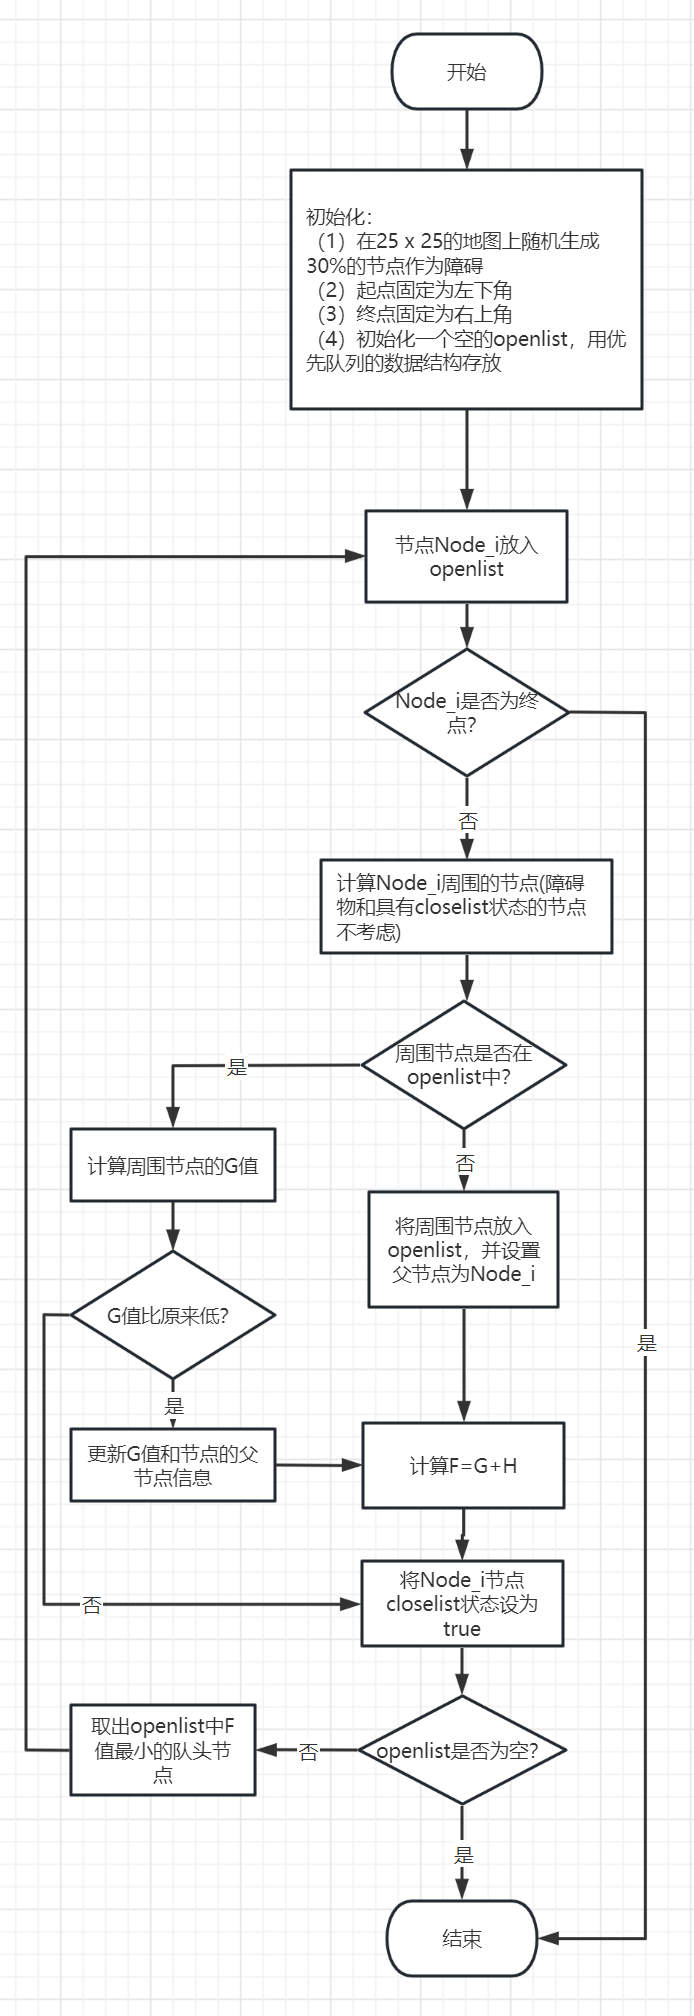 开始
初始化：
（1）在25 x 25的地图上随机生成
30%的节点作为障碍
（2）起点固定为左下角
（3）终点固定为右上角
（4）初始化一个空的openlist，用优
先队列的数据结构存放
节点Node_i放入
openlist
Node_i是否为终
点?
否
计算Node_i周围的节点(障碍
物和具有closelist状态的节点
不考虑)
周围节点是否在
openlist中?
是
计算周围节点的G值
否
将周围节点放入
openlist，并设置
父节点为Node_i
G值比原来低?
是
是
更新G值和节点的父
节点信息
计算F=G+H
将Node_i节点
closelist状态设为
true
否
取出openlist中F
值最小的队头节
点
否
openlist是否为空?
是
结束